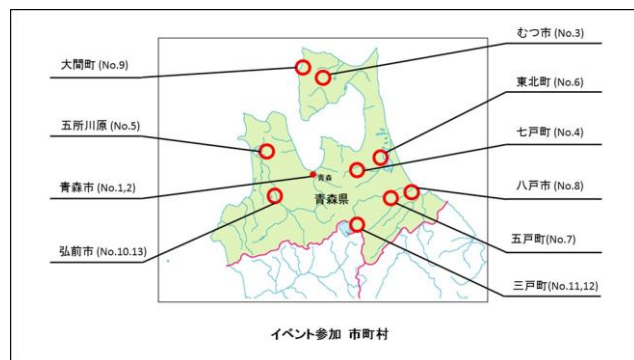 大間町 (No.9)
五所川原 (No.5)
青森市 (No.1,2)
弘前市 (No.10.13)
むつ市 (No.3)
東北町 (No.6)
七戸町 (No.4)
八戸市 (No.8)
五戸町(No.7)
三戸町(No.11,12)
青森
青森県
イベント参加 市町村